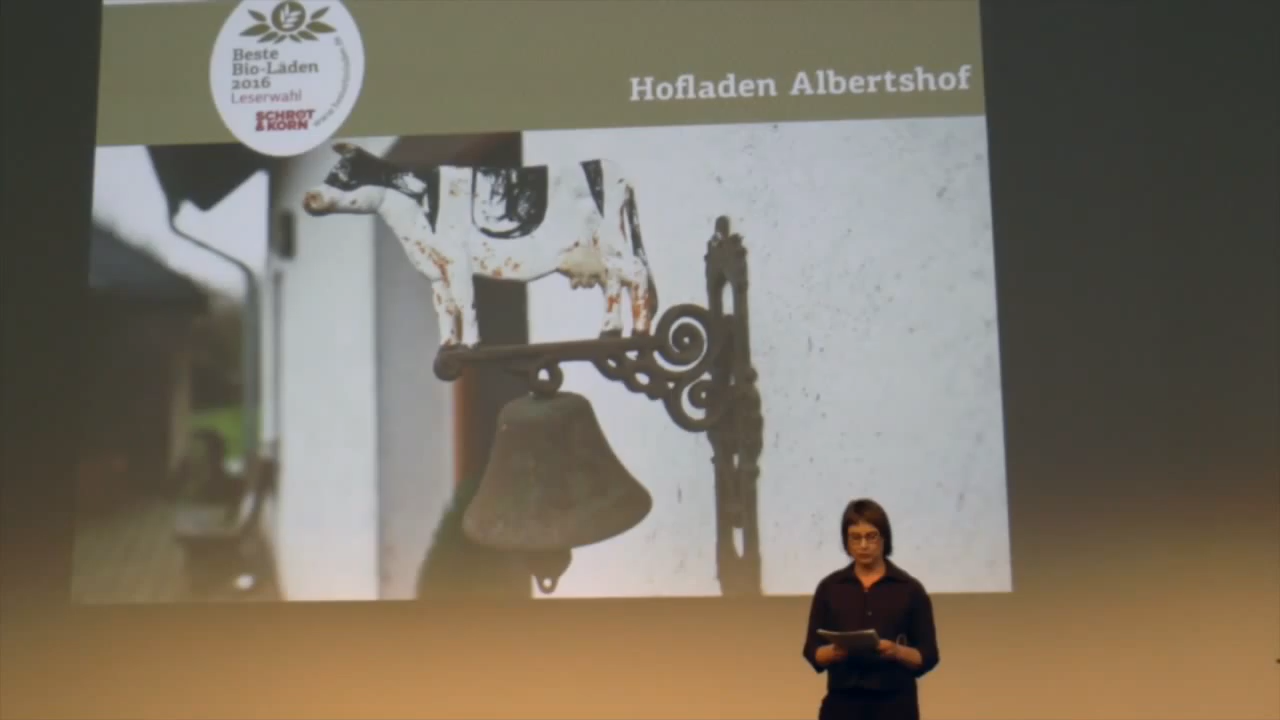 Beste
Bio-Läden
2016
Leserwahl
SCHROT
&KORN
Hofladen Albertshof